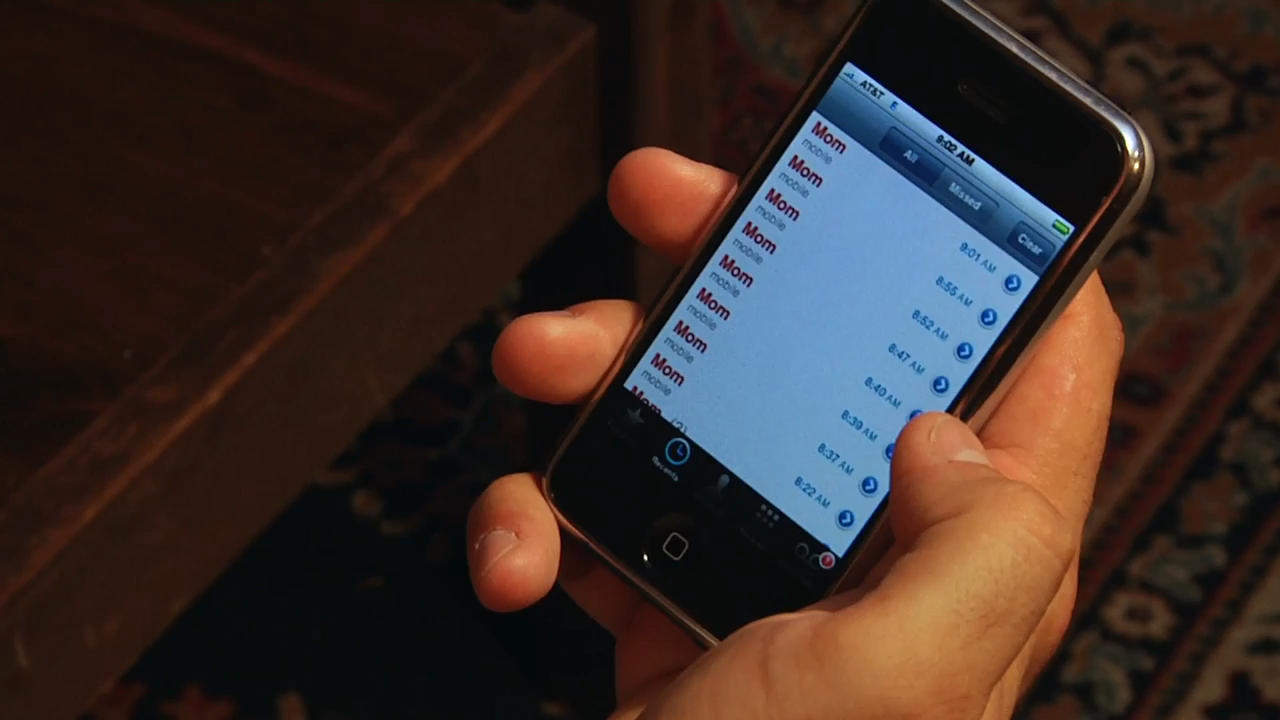 AT&T E 9:02 AM
All Missed Clear
Mom
mobile 9:01 AM
Mom
mobile 8:55 AM
Mom
mobile 8:52 AM
Mom
mobile 8:47 AM
Mom
mobile 8:40 AM
Mom
mobile 8:39 AM
Mom
mobile 8:37 AM
Mom
mobile 8:22 AM
Mom (2)
Recents